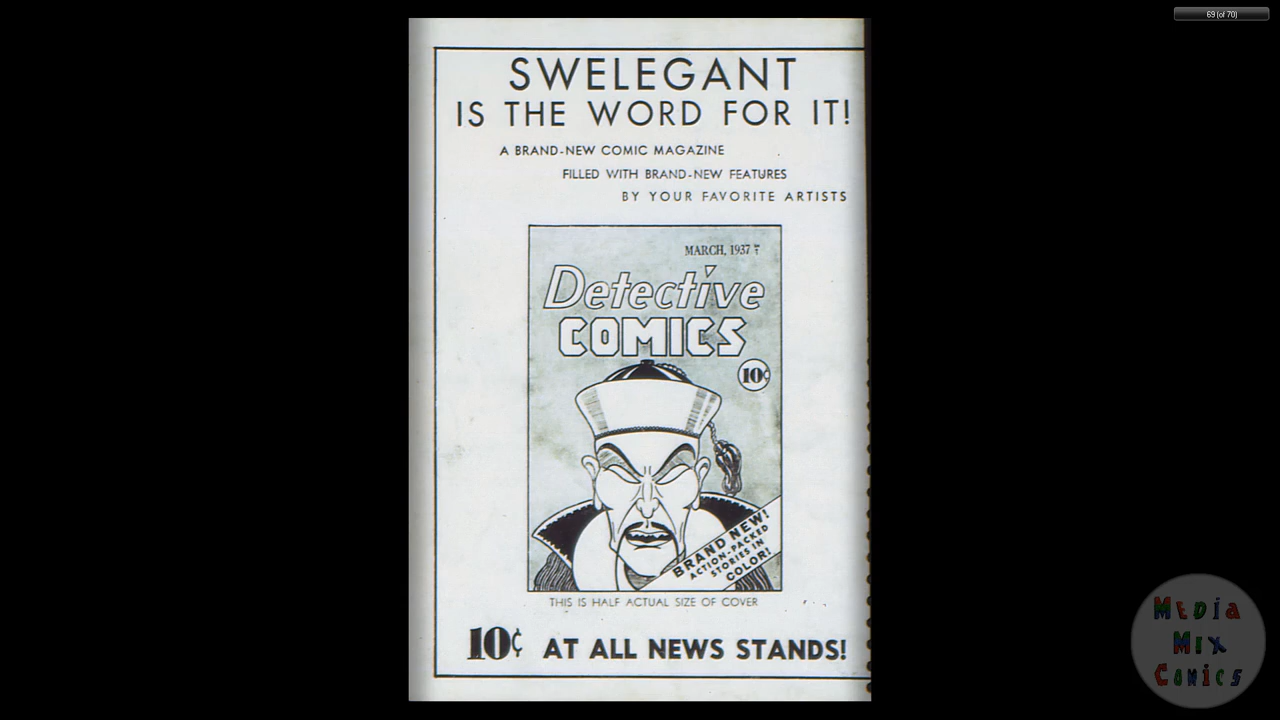 69 (of 70)
SWELEGANT
IS THE WORD FOR IT!
A BRAND-NEW COMIC MAGAZINE
FILLED WITH BRAND-NEW FEATURES
BY YOUR FAVORITE ARTISTS
MARCH, 1937
Detective
COMICS
10¢
BRAND NEW!
ACTION-PACKED
STORIES IN
COLOR!
THIS IS HALF ACTUAL SIZE OF COVER
10¢ AT ALL NEWS STANDS!
MEDiA
MiX
COMiCS